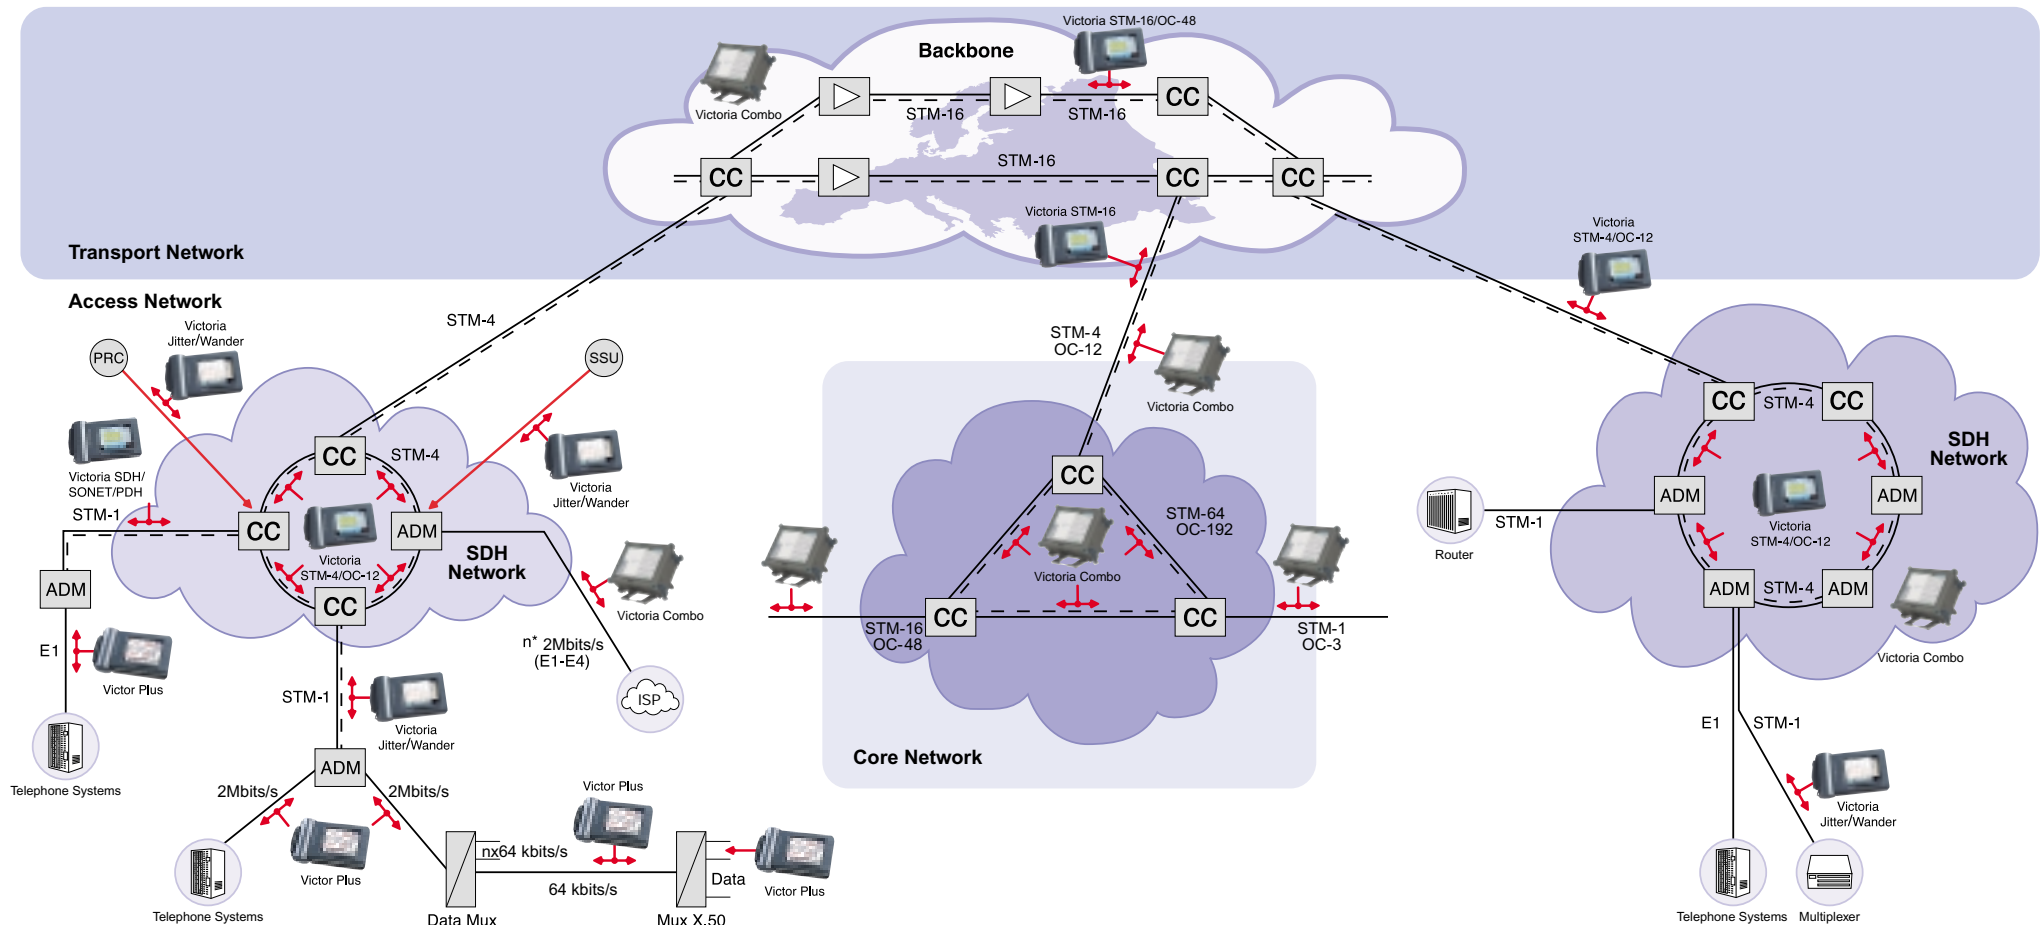 Victoria STM-16/OC-48
Backbone
Victoria Combo
CC
STM-16
STM-16
STM-16
CC
CC
CC
Victoria STM-16
Victoria
STM-4/OC-12
Transport Network
Access Network
Victoria
Jitter/Wander
STM-4
PRC
SSU
STM-4
OC-12
Victoria Combo
Victoria SDH/
SONET/PDH
STM-1
CC
STM-4
CC
ADM
Victoria
STM-4/OC-12
CC
SDH
Network
Victoria
Jitter/Wander
ADM
E1
Victor Plus
Telephone Systems
Victoria Combo
n* 2Mbits/s
(E1-E4)
ISP
STM-1
Victoria
Jitter/Wander
ADM
2Mbits/s
2Mbits/s
Victor Plus
Telephone Systems
Victor Plus
nx64 kbits/s
64 kbits/s
Data
Victor Plus
Data Mux
Mux X.50
CC
STM-64
OC-192
Victoria Combo
CC
CC
STM-16
OC-48
STM-1
OC-3
Core Network
CC
CC
STM-4
SDH
Network
ADM
ADM
Victoria
STM-4/OC-12
STM-1
Router
ADM
STM-4
ADM
Victoria Combo
E1
STM-1
Victoria
Jitter/Wander
Telephone Systems
Multiplexer